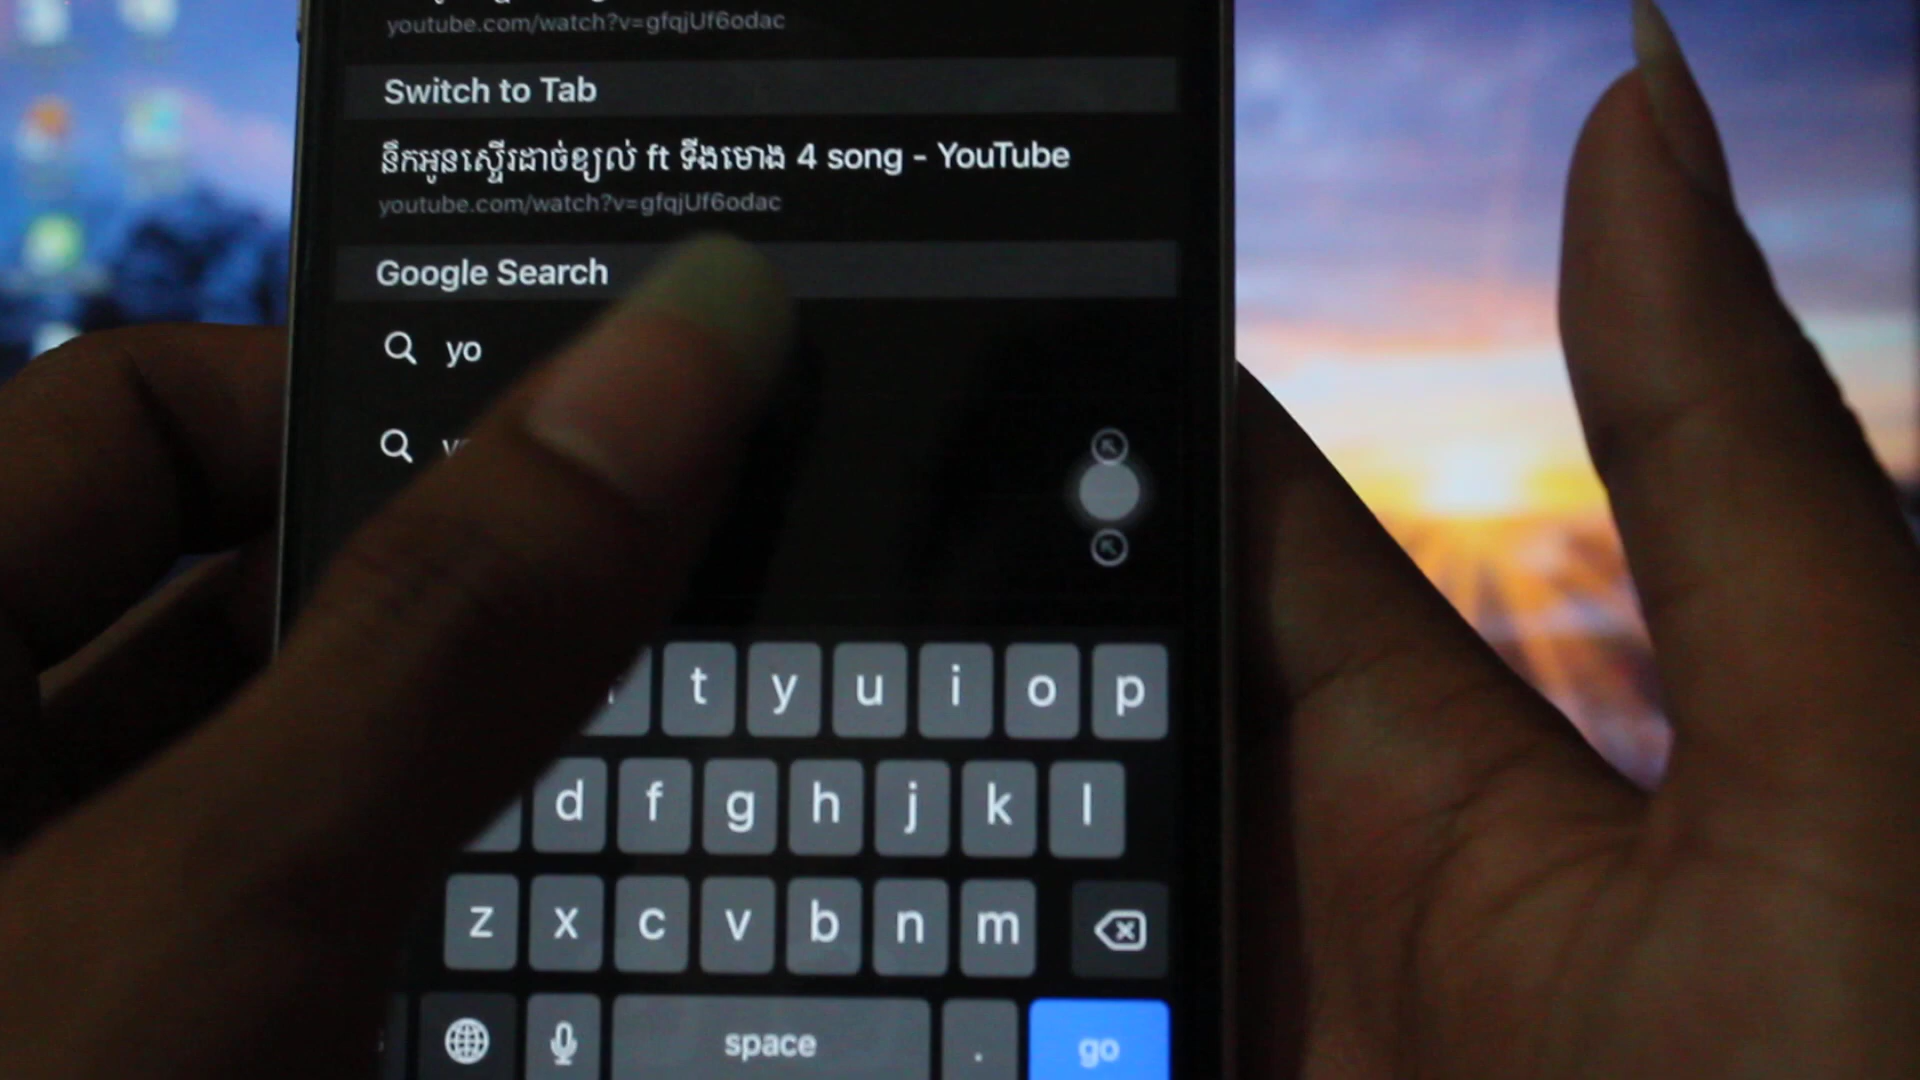 youtube.com/watch?v=gfqjUf6odac
Switch to Tab
នឹកអូនស្ទើរដាច់ខ្យល់ ft ទីងមោង 4 song - YouTube
youtube.com/watch?v=gfqjUf6odac
Google Search
yo
t y u i o p
d f g h j k l
z x c v b n m
space . go